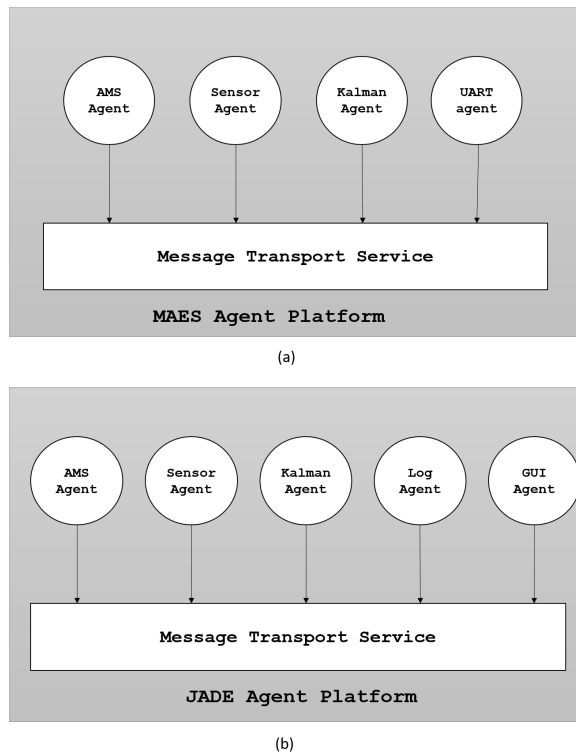 AMS Agent
Sensor Agent
Kalman Agent
UART agent
Message Transport Service
MAES Agent Platform
(a)
AMS Agent
Sensor Agent
Kalman Agent
Log Agent
GUI Agent
Message Transport Service
JADE Agent Platform
(b)